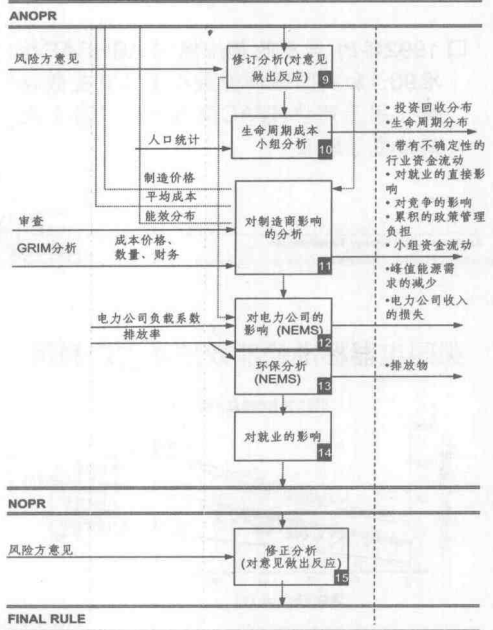 ANOPR
风险方意见
修订分析(对意见
做出反应)
9
生命周期成本
小组分析
10
人口统计
制造价格
平均成本
能效分布
审查
GRIM分析
成本价格、
数量、财务
对制造商影响
的分析
11
电力公司负载系数
排放率
对电力公司的
影响 (NEMS)
12
环保分析
(NEMS)
13
对就业的影响
14
•投资回收分布
•生命周期分布
•带有不确定性的
行业资金流动
•对就业的直接影
响
•对竞争的影响
•累积的政策管理
负担
•小组资金流动
•峰值能源需
求的减少
•电力公司收入
的损失
•排放物
NOPR
风险方意见
修正分析
(对意见做出反应)
15
FINAL RULE